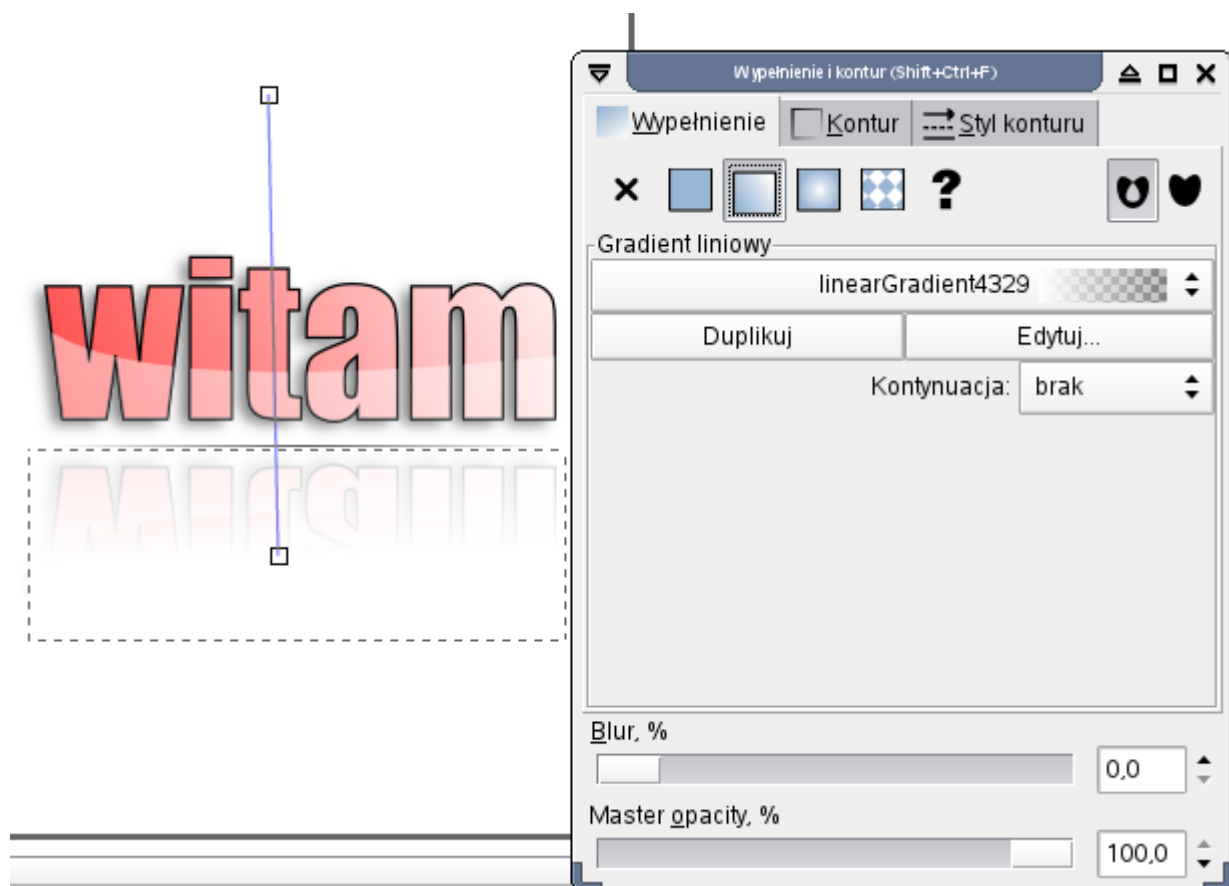 Wypełnienie i kontur (Shift+Ctrl+F)
Wypełnienie Kontur Styl konturu
?
Gradient liniowy
linearGradient4329
Duplikuj Edytuj...
Kontynuacja: brak
witam
witam
Blur, %
0,0
Master opacity, %
100,0